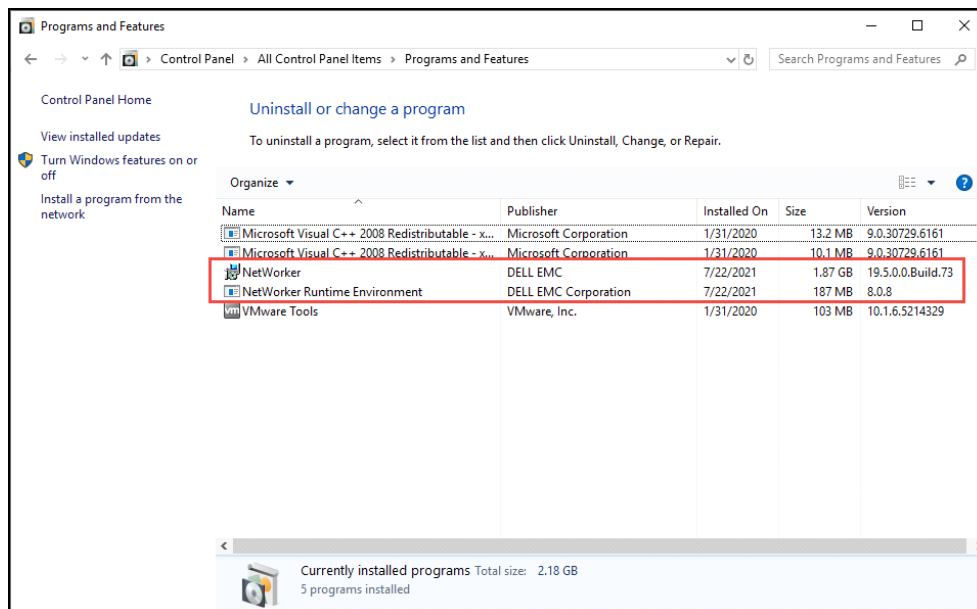 Programs and Features
Control Panel > All Control Panel Items > Programs and Features
Search Programs and Features
Control Panel Home
View installed updates
Turn Windows features on or
off
Install a program from the
network
Uninstall or change a program
To uninstall a program, select it from the list and then click Uninstall, Change, or Repair.
Organize
Name Publisher Installed On Size Version
Microsoft Visual C++ 2008 Redistributable - x... Microsoft Corporation 1/31/2020 13.2 MB 9.0.30729.6161
Microsoft Visual C++ 2008 Redistributable - x... Microsoft Corporation 1/31/2020 10.1 MB 9.0.30729.6161
NetWorker DELL EMC 7/22/2021 1.87 GB 19.5.0.0.Build.73
NetWorker Runtime Environment DELL EMC Corporation 7/22/2021 187 MB 8.0.8
VMware Tools VMware, Inc. 1/31/2020 103 MB 10.1.6.5214329
Currently installed programs Total size: 2.18 GB
5 programs installed